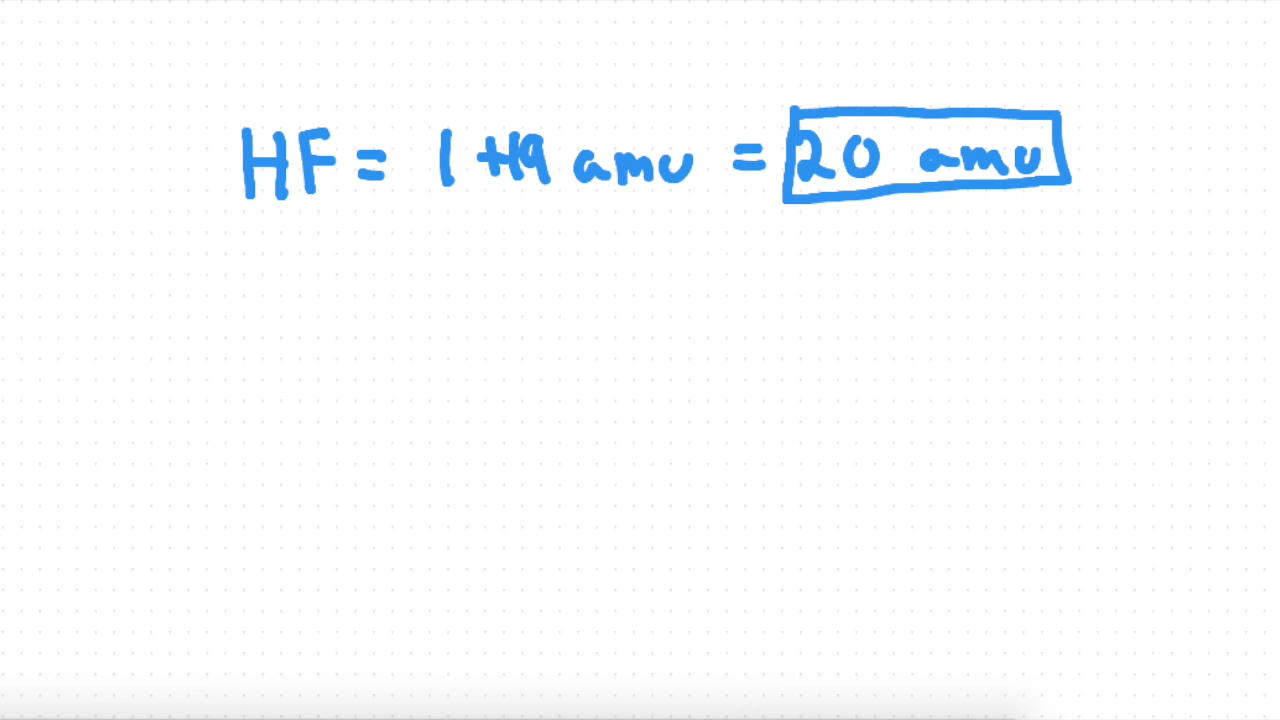 HF = 1 +19 amu = 20 amu